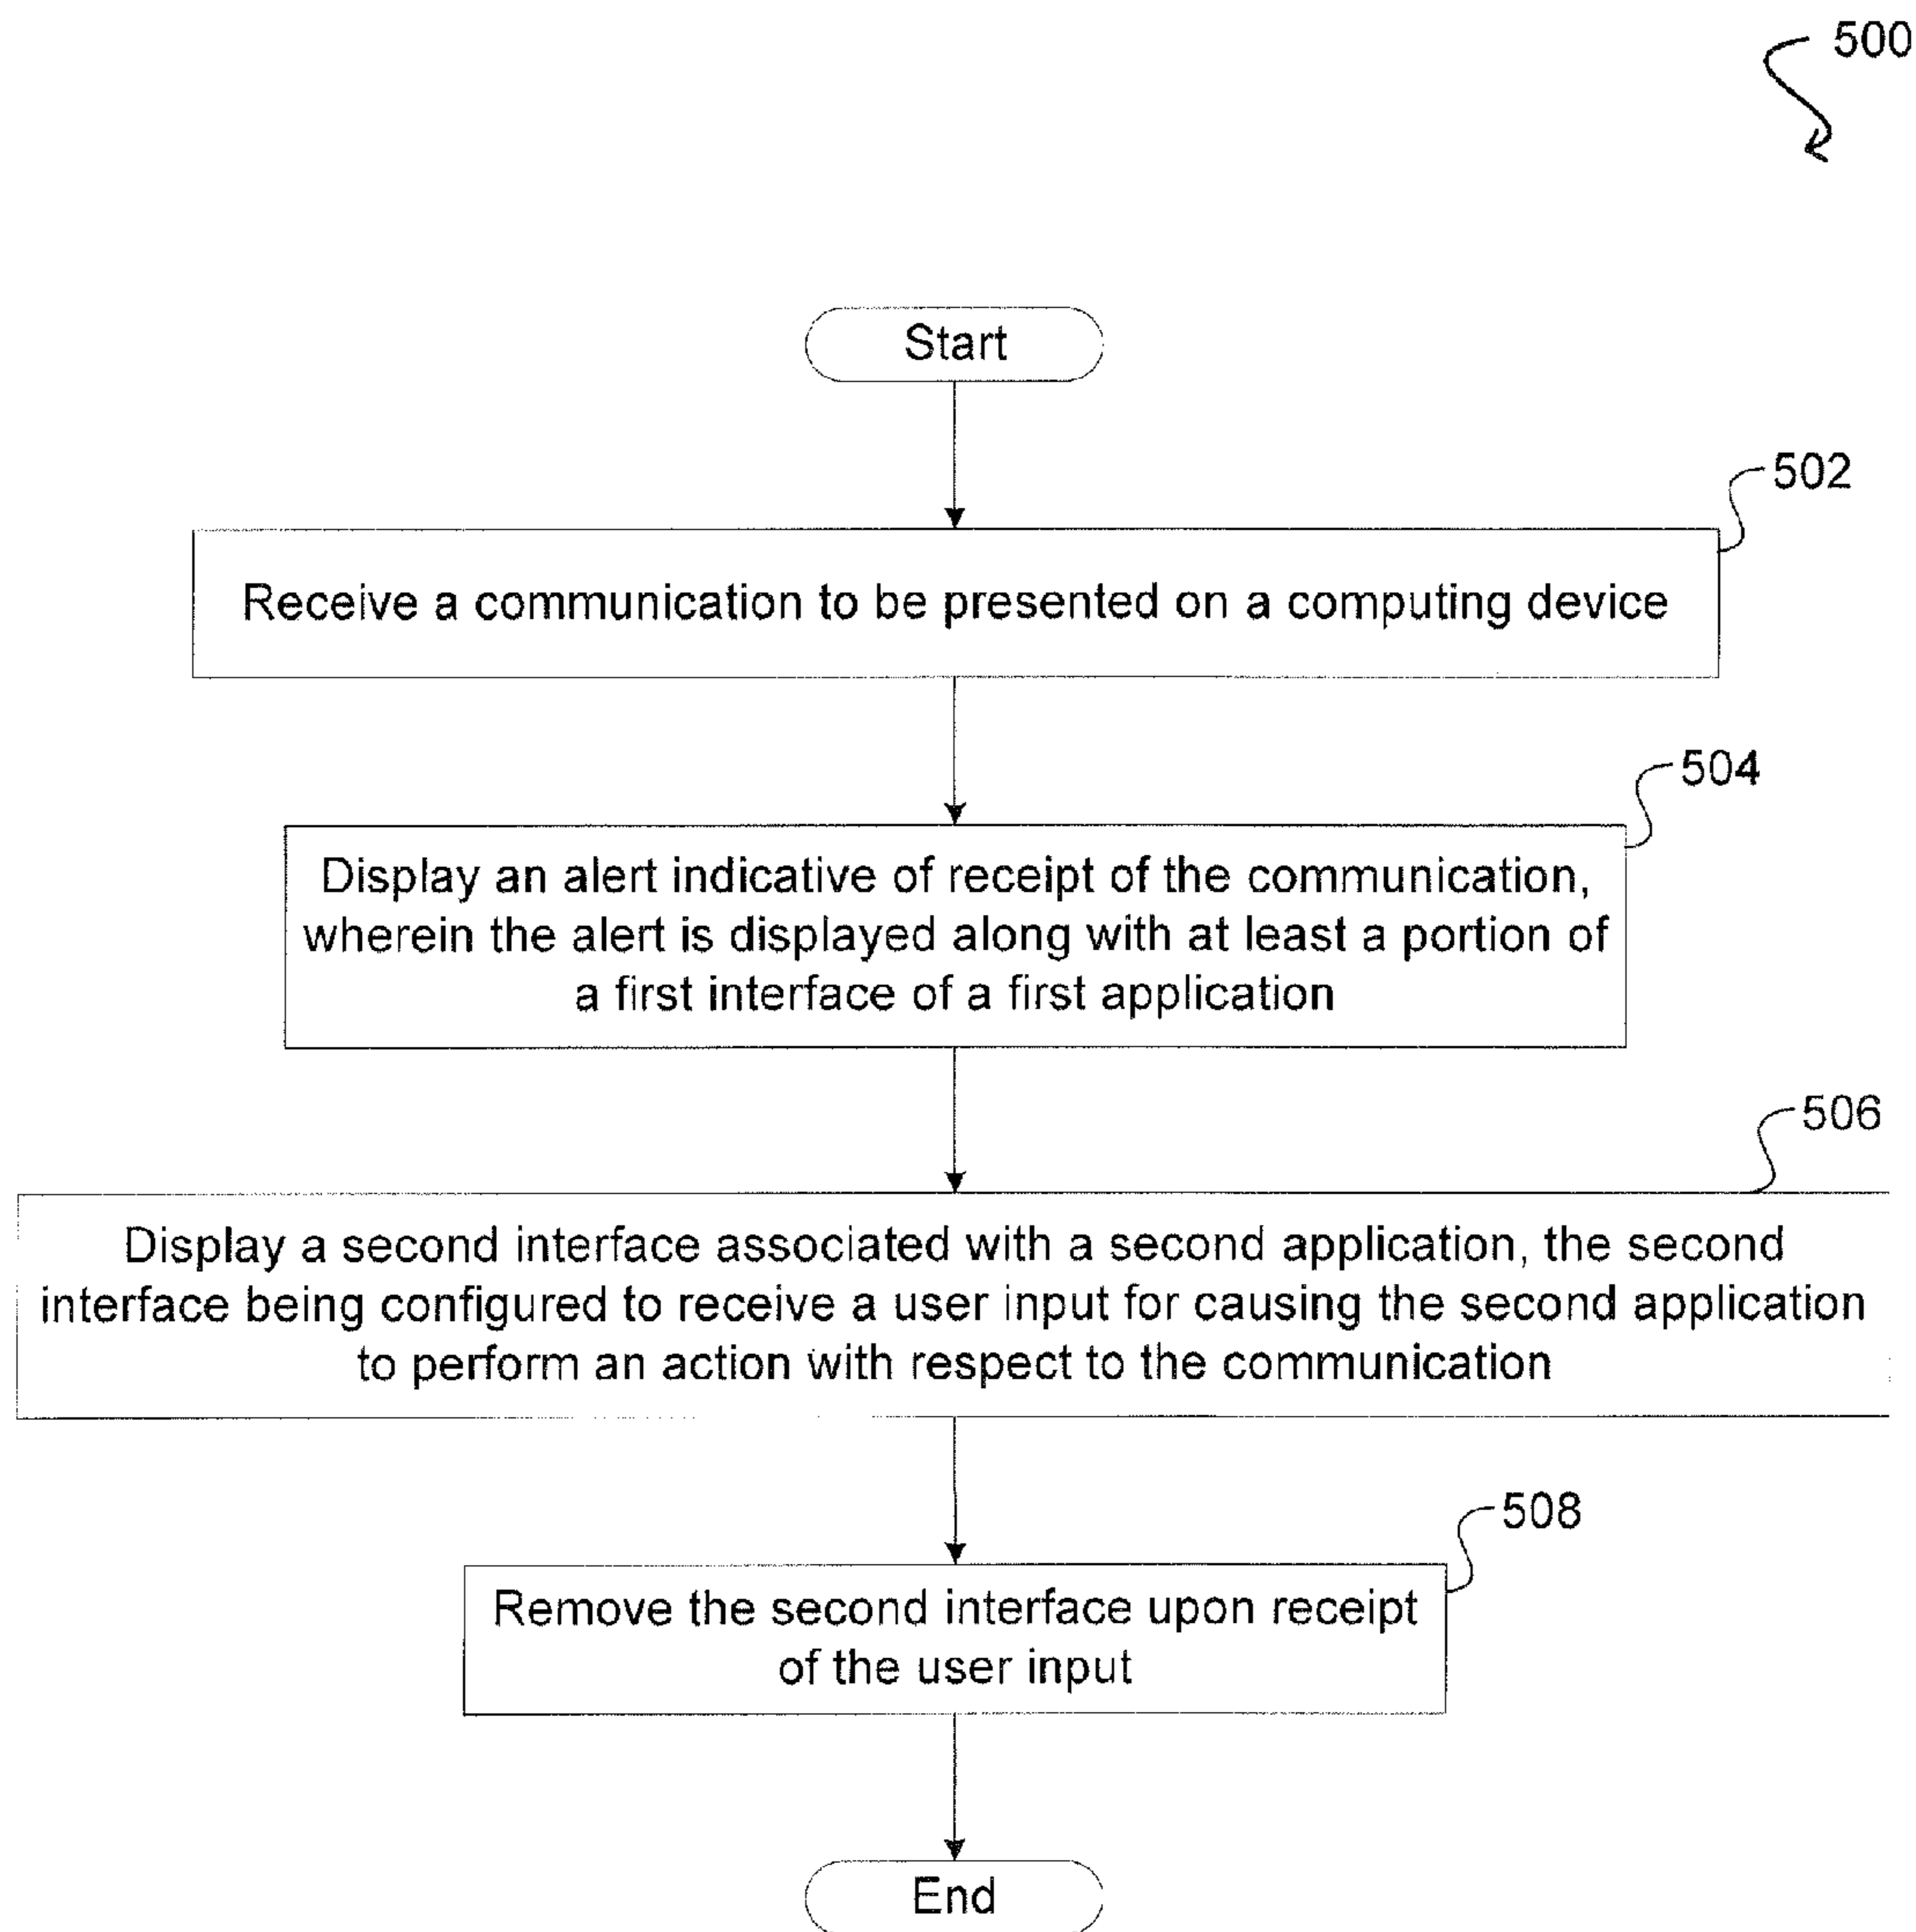 500
Start
502
Receive a communication to be presented on a computing device
504
Display an alert indicative of receipt of the communication,
wherein the alert is displayed along with at least a portion of
a first interface of a first application
506
Display a second interface associated with a second application, the second
interface being configured to receive a user input for causing the second application
to perform an action with respect to the communication
508
Remove the second interface upon receipt
of the user input
End